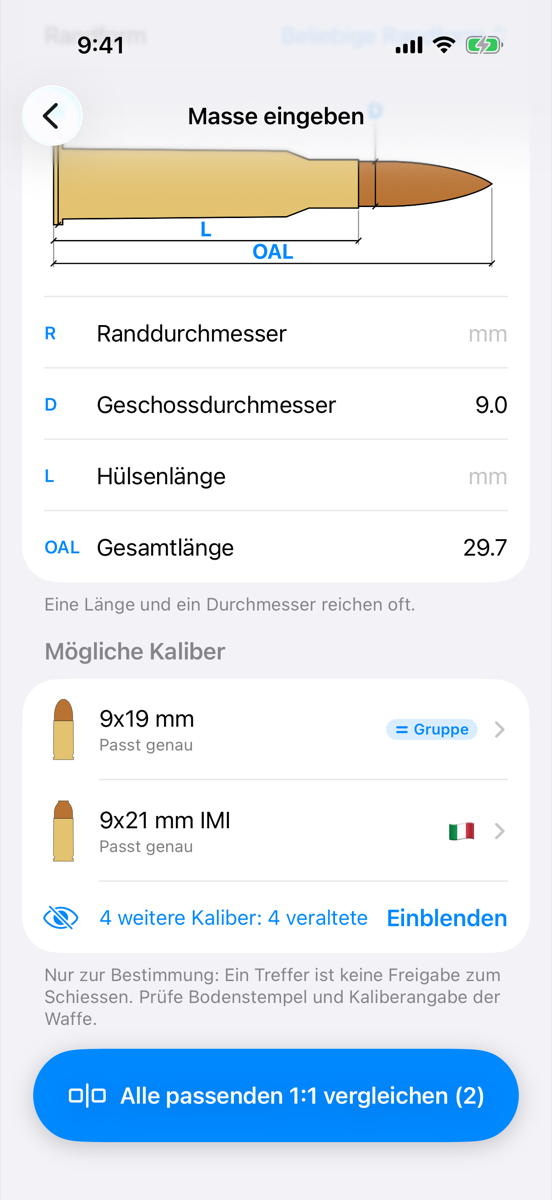 9:41
Masse eingeben
D
L
OAL
R Randdurchmesser mm
D Geschossdurchmesser 9.0
L Hülsenlänge mm
OAL Gesamtlänge 29.7
Eine Länge und ein Durchmesser reichen oft.
Mögliche Kaliber
9x19 mm
Passt genau
= Gruppe
9x21 mm IMI
Passt genau
4 weitere Kaliber: 4 veraltete Einblenden
Nur zur Bestimmung: Ein Treffer ist keine Freigabe zum
Schiessen. Prüfe Bodenstempel und Kaliberangabe der
Waffe.
Alle passenden 1:1 vergleichen (2)